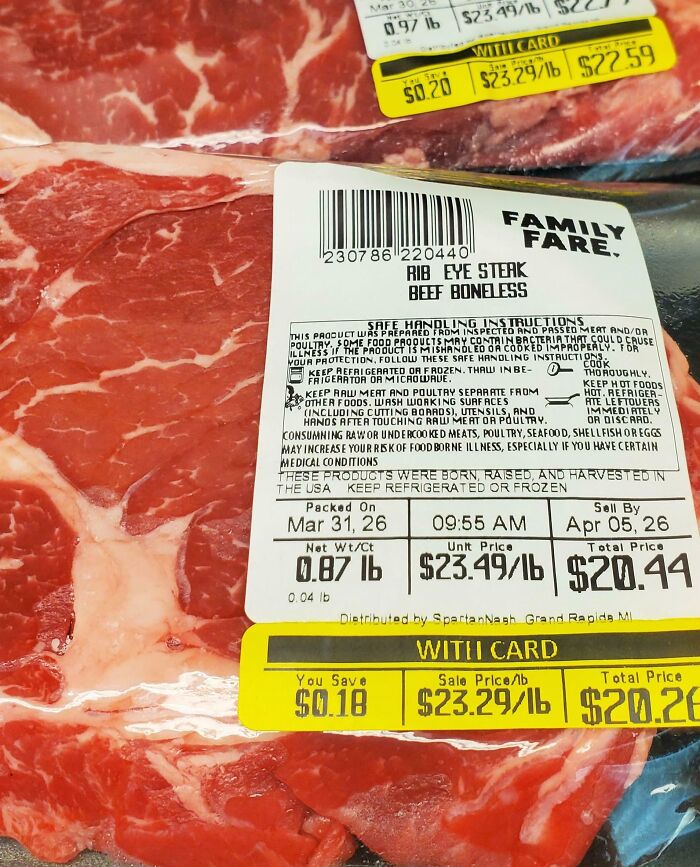 Mar 30, 26
0.97 lb
$23.49/lb
WITH CARD
You Save
Sale Price/lb
Total Price
$0.20
$23.29/lb
$22.59
230786 220440
FAMILY
FARE.
RIB EYE STEAK
BEEF BONELESS
SAFE HANDLING INSTRUCTIONS
THIS PRODUCT WAS PREPARED FROM INSPECTED AND PASSED MEAT AND/OR
POULTRY. SOME FOOD PRODUCTS MAY CONTAIN BACTERIA THAT COULD CAUSE
ILLNESS IF THE PRODUCT IS MISHANDLED OR COOKED IMPROPERLY. FOR
YOUR PROTECTION, FOLLOW THESE SAFE HANDLING INSTRUCTIONS.
KEEP REFRIGERATED OR FROZEN. THAW IN RE-
FRIGERATOR OR MICROWAVE.
KEEP RAW MEAT AND POULTRY SEPARATE FROM
OTHER FOODS. WASH WORKING SURFACES
(INCLUDING CUTTING BOARDS), UTENSILS, AND
HANDS AFTER TOUCHING RAW MEAT OR POULTRY.
COOK
THOROUGHLY.
KEEP HOT FOODS
HOT. REFRIGER-
ATE LEFTOVERS
IMMEDIATELY
OR DISCARD.
CONSUMNING RAW OR UNDERCOOKED MEATS, POULTRY, SEAFOOD, SHELLFISH OR EGGS
MAY INCREASE YOUR RISK OF FOODBORNE ILLNESS, ESPECIALLY IF YOU HAVE CERTAIN
MEDICAL CONDITIONS
THESE PRODUCTS WERE BORN, RAISED, AND HARVESTED IN
THE USA KEEP REFRIGERATED OR FROZEN
Packed On
Mar 31, 26
09:55 AM
Sell By
Apr 05, 26
Net Wt/Ct
0.87 lb
0.04 lb
Unit Price
$23.49/lb
Total Price
$20.44
Distributed by SpartanNash Grand Rapids MI
WITH CARD
You Save
$0.18
Sale Price/lb
$23.29/lb
Total Price
$20.26